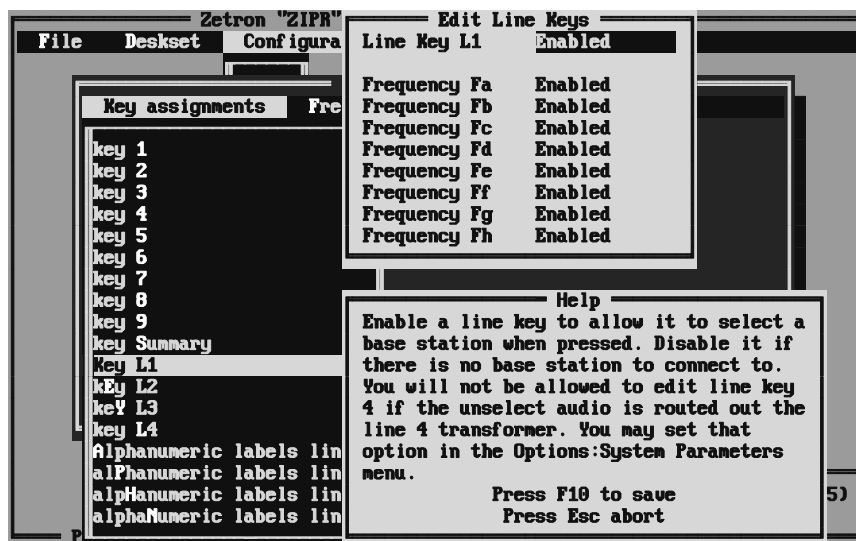 Zetron "ZIPR"
File Deskset Configura
Key assignments Fre
key 1
key 2
key 3
key 4
key 5
key 6
key 7
key 8
key 9
key Summary
Key L1
kEy L2
keY L3
key L4
Alphanumeric labels lin
alPhanumeric labels lin
alpHanumeric labels lin
alphaNumeric labels lin
Edit Line Keys
Line Key L1 Enabled
Frequency Fa Enabled
Frequency Fb Enabled
Frequency Fc Enabled
Frequency Fd Enabled
Frequency Fe Enabled
Frequency Ff Enabled
Frequency Fg Enabled
Frequency Fh Enabled
Help
Enable a line key to allow it to select a
base station when pressed. Disable it if
there is no base station to connect to.
You will not be allowed to edit line key
4 if the unselect audio is routed out the
line 4 transformer. You may set that
option in the Options:System Parameters
menu.
Press F10 to save
Press Esc abort
5)
P